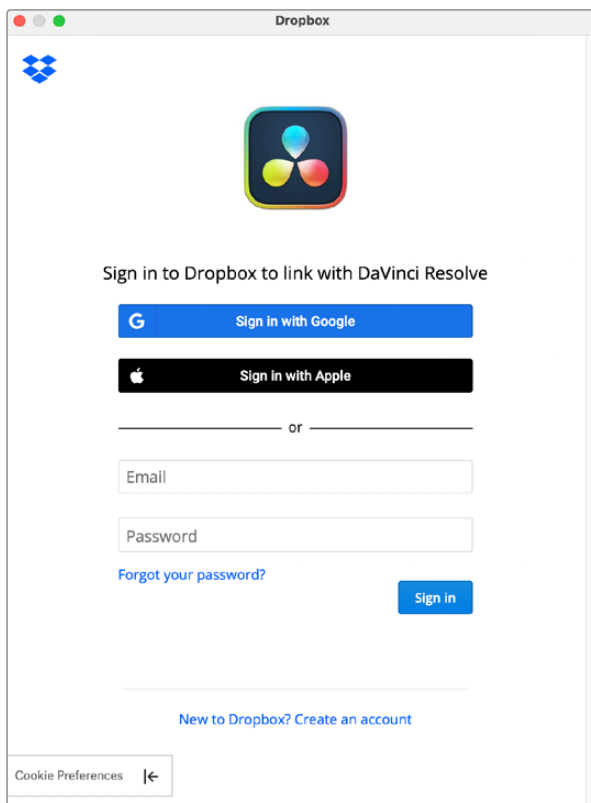 Dropbox
Sign in to Dropbox to link with DaVinci Resolve
Sign in with Google
Sign in with Apple
or
Email
Password
Forgot your password?
Sign in
New to Dropbox? Create an account
Cookie Preferences